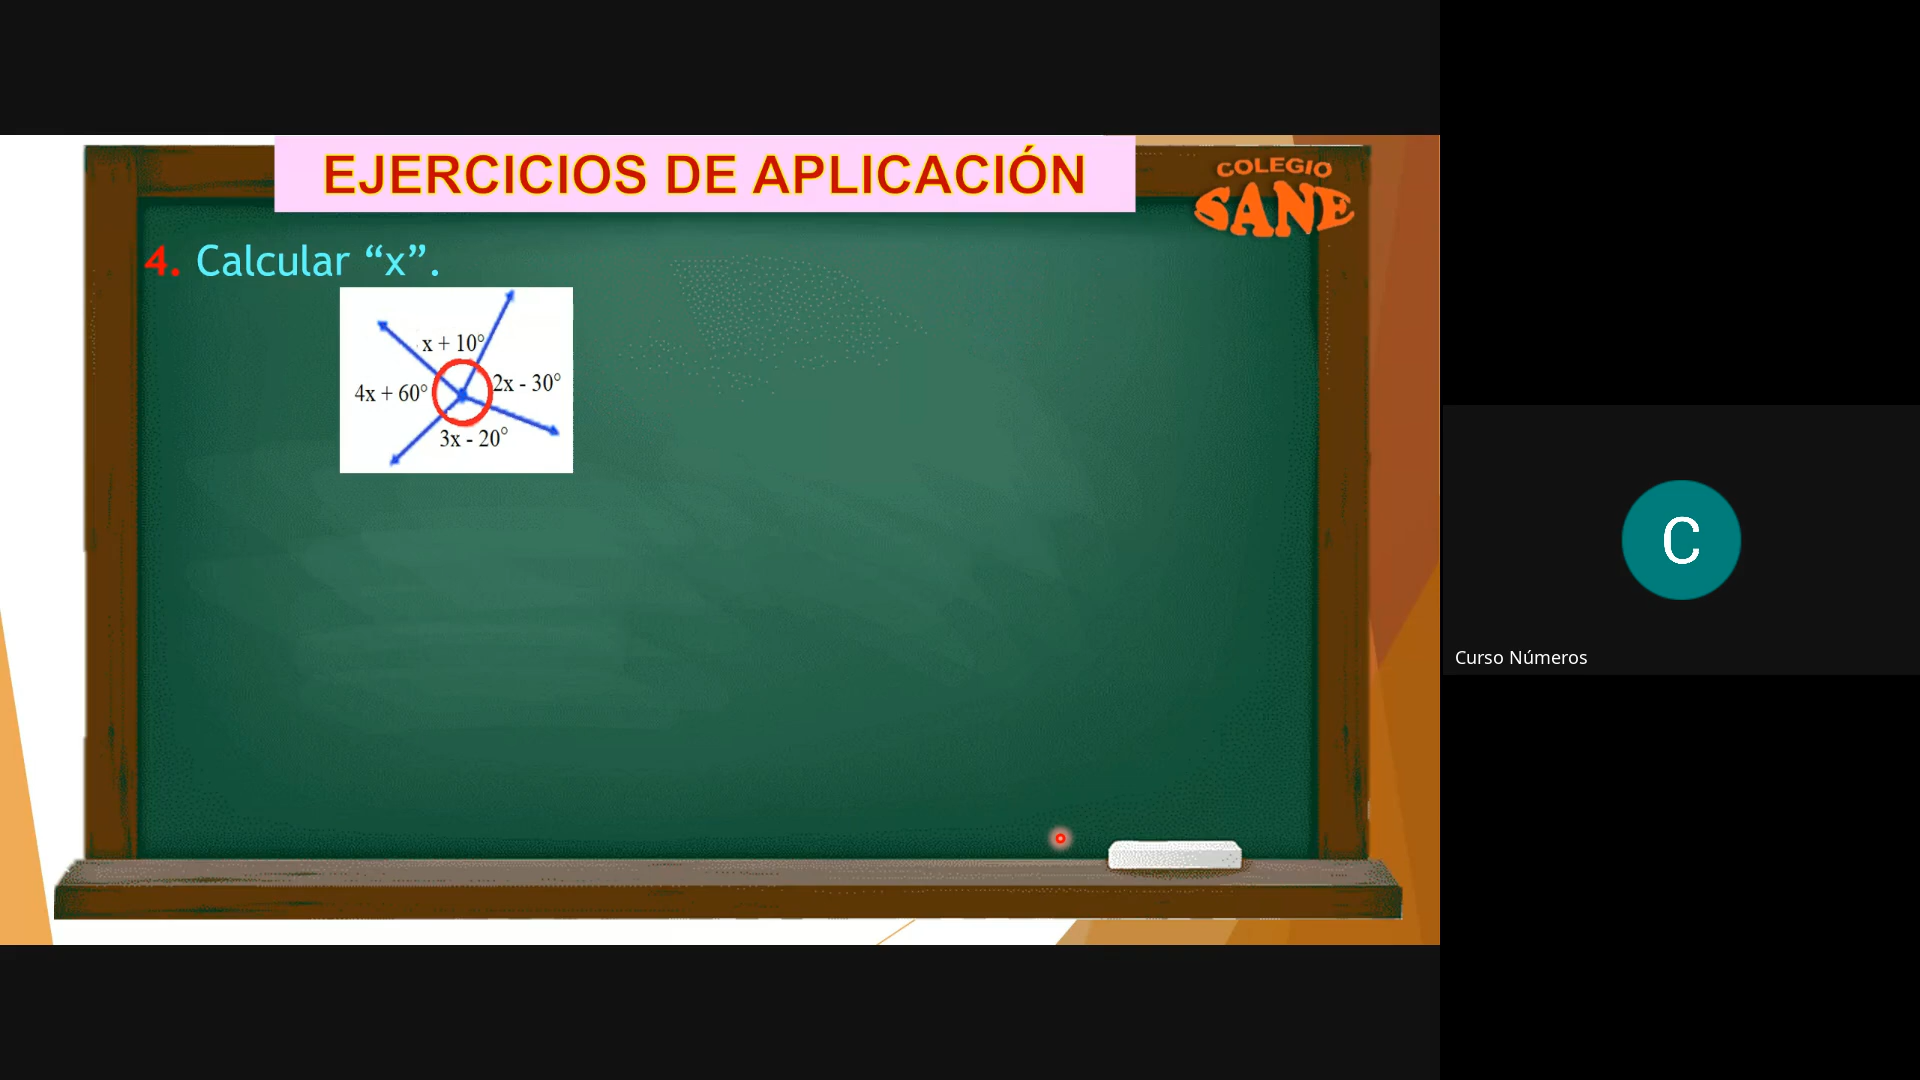 EJERCICIOS DE APLICACIÓN
COLEGIO
SANE
4. Calcular “x”.
x + 10°
4x + 60°
2x - 30°
3x - 20°
C
Curso Números